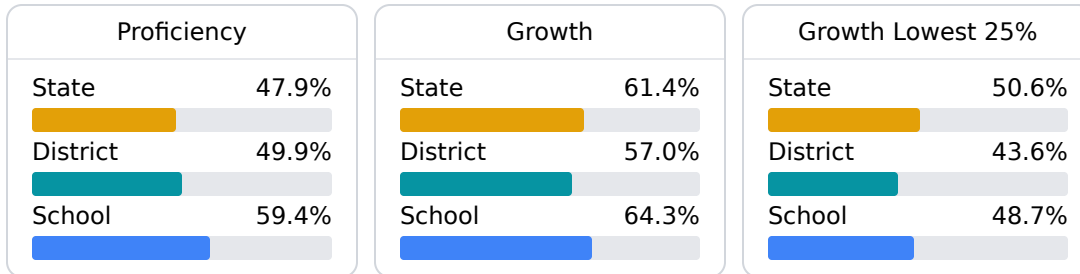 Proficiency
State 47.9%
District 49.9%
School 59.4%
Growth
State 61.4%
District 57.0%
School 64.3%
Growth Lowest 25%
State 50.6%
District 43.6%
School 48.7%